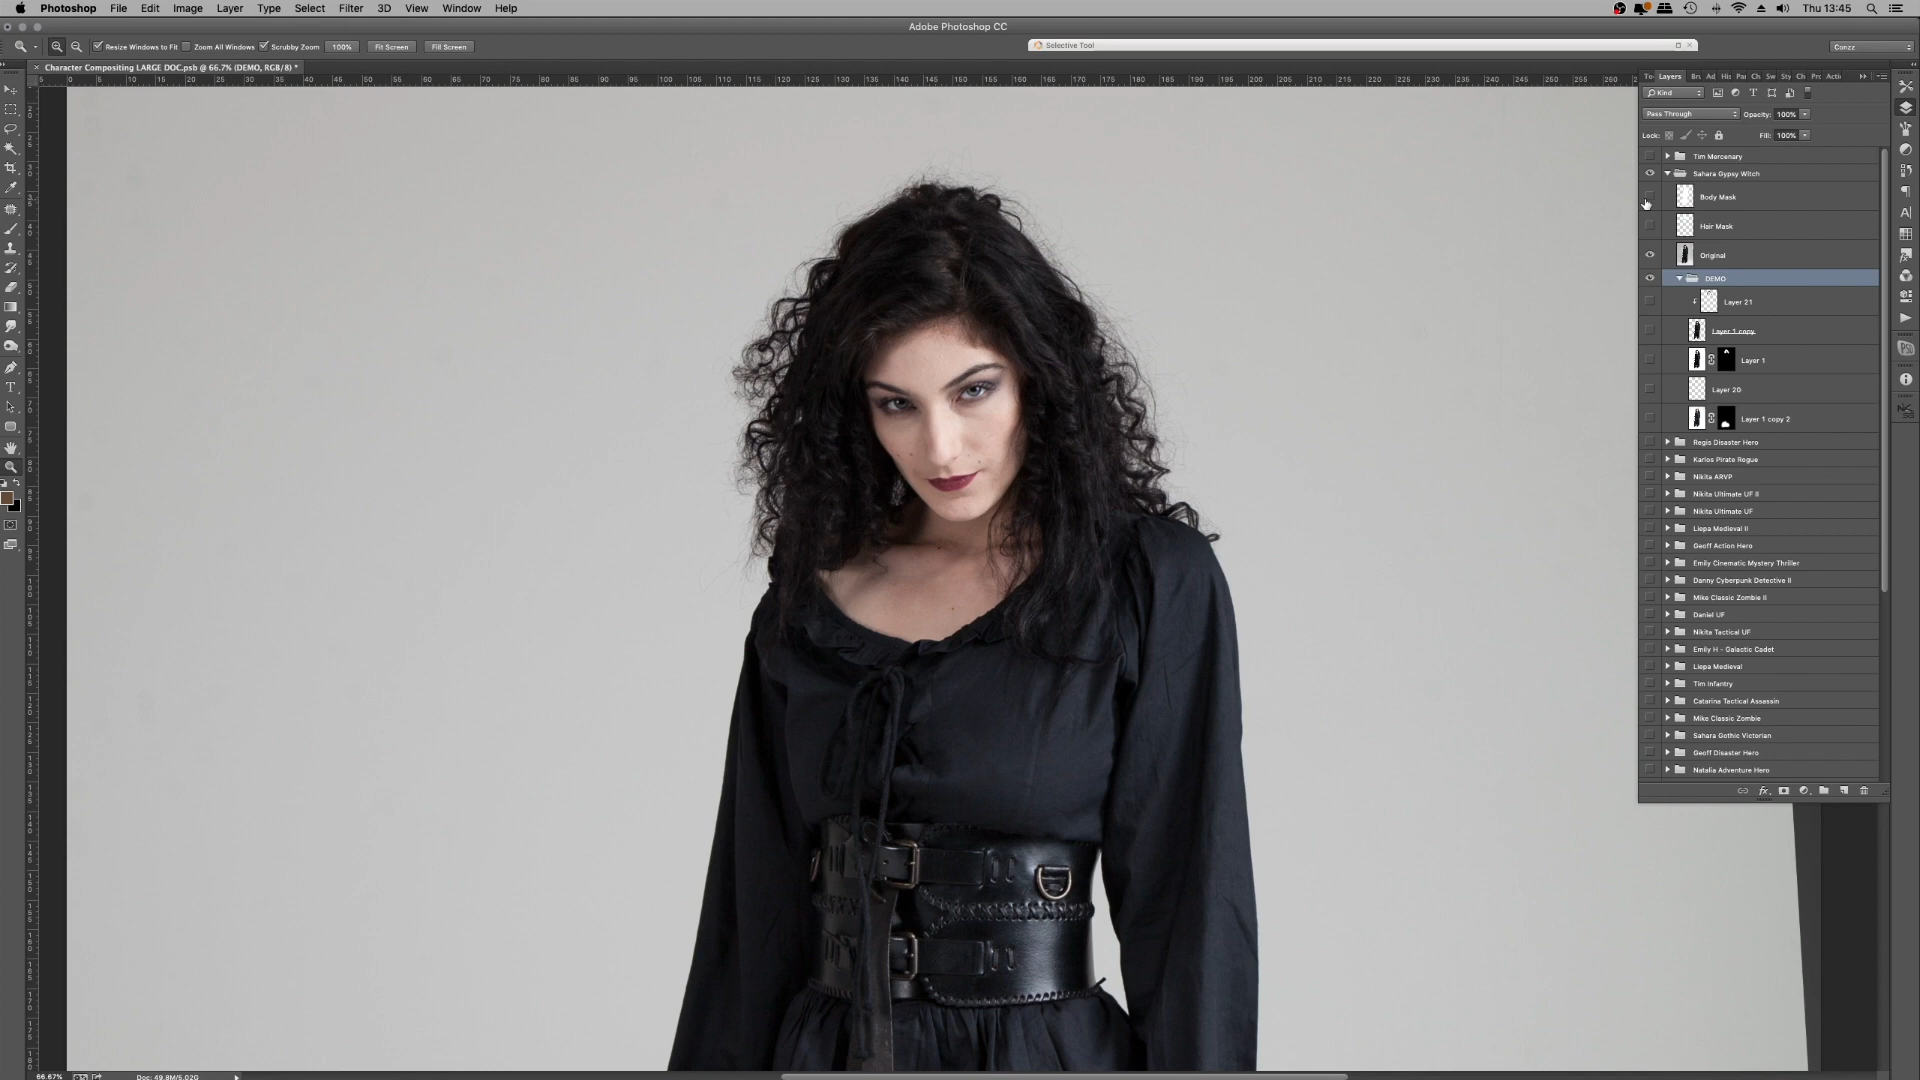 Photoshop File Edit Image Layer Type Select Filter 3D View Window Help Thu 13:45
Adobe Photoshop CC
Resize Windows to Fit Zoom All Windows Scrubby Zoom 100% Fit Screen Fill Screen Selective Tool Conzz
Character Compositing LARGE DOC.psb @ 66.7% (DEMO, RGB/8) *
Layers
Kind
Pass Through Opacity: 100%
Lock: Fill: 100%
Tim Mercenary
Sahara Gypsy Witch
Body Mask
Hair Mask
Original
DEMO
Layer 21
Layer 1 copy
Layer 1
Layer 20
Layer 1 copy 2
Regis Disaster Hero
Karlos Pirate Rogue
Nikita ARVP
Nikita Ultimate UF II
Nikita Ultimate UF
Liepa Medieval II
Geoff Action Hero
Emily Cinematic Mystery Thriller
Danny Cyberpunk Detective II
Mike Classic Zombie II
Daniel UF
Nikita Tactical UF
Emily H - Galactic Cadet
Liepa Medieval
Tim Infantry
Catarina Tactical Assassin
Mike Classic Zombie
Sahara Gothic Victorian
Geoff Disaster Hero
Natalia Adventure Hero
66.67% Doc: 49.8M/5.02G